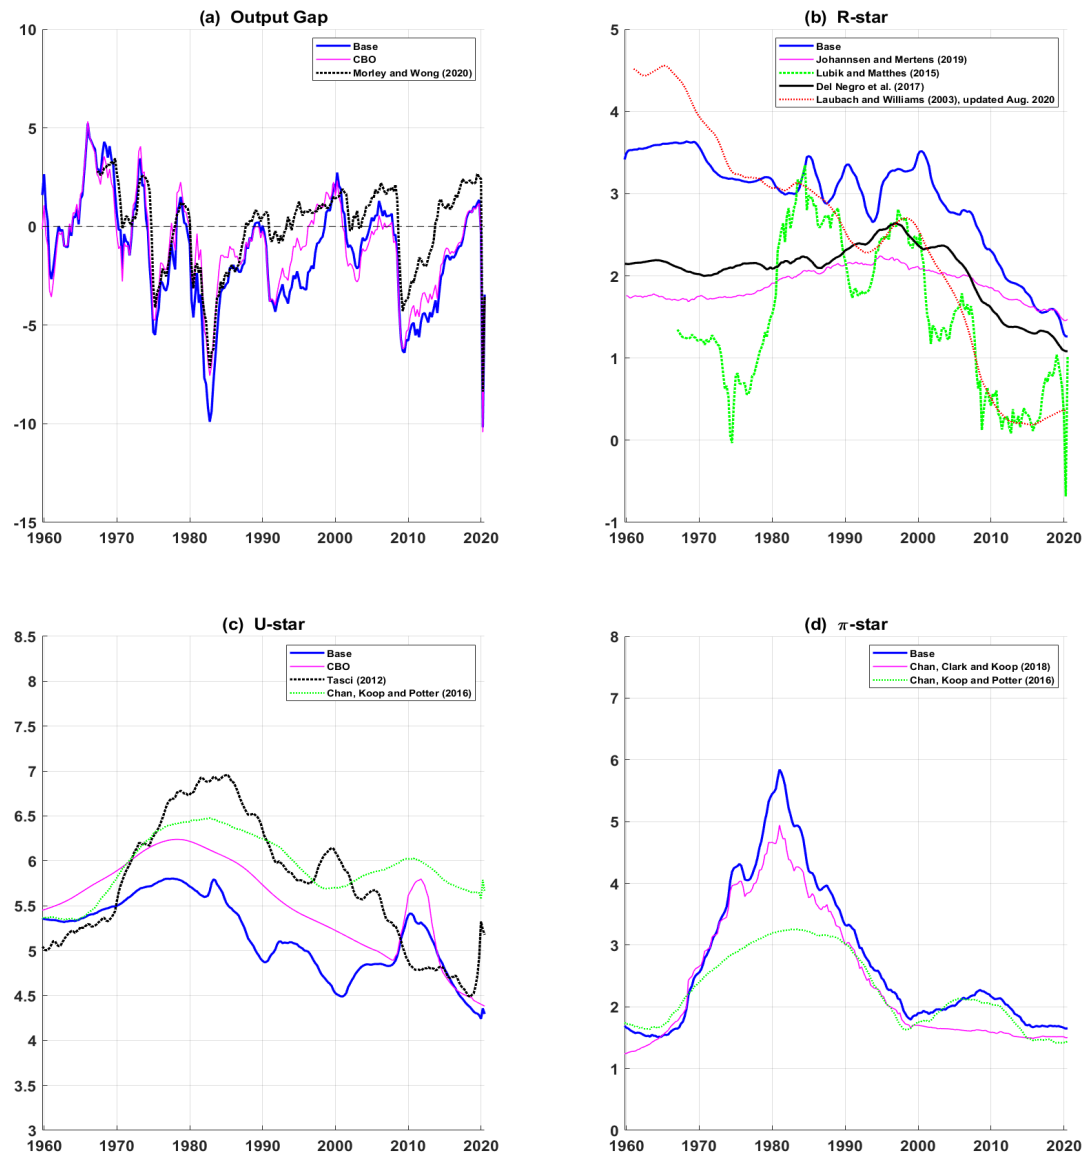 (a) Output Gap
10
5
0
-5
-10
-15
1960 1970 1980 1990 2000 2010 2020
Base
CBO
Morley and Wong (2020)
(b) R-star
5
4
3
2
1
0
-1
1960 1970 1980 1990 2000 2010 2020
Base
Johannsen and Mertens (2019)
Lubik and Matthes (2015)
Del Negro et al. (2017)
Laubach and Williams (2003), updated Aug. 2020
(c) U-star
8.5
8
7.5
7
6.5
6
5.5
5
4.5
4
3.5
3
1960 1970 1980 1990 2000 2010 2020
Base
CBO
Tasci (2012)
Chan, Koop and Potter (2016)
(d) π-star
8
7
6
5
4
3
2
1
0
1960 1970 1980 1990 2000 2010 2020
Base
Chan, Clark and Koop (2018)
Chan, Koop and Potter (2016)